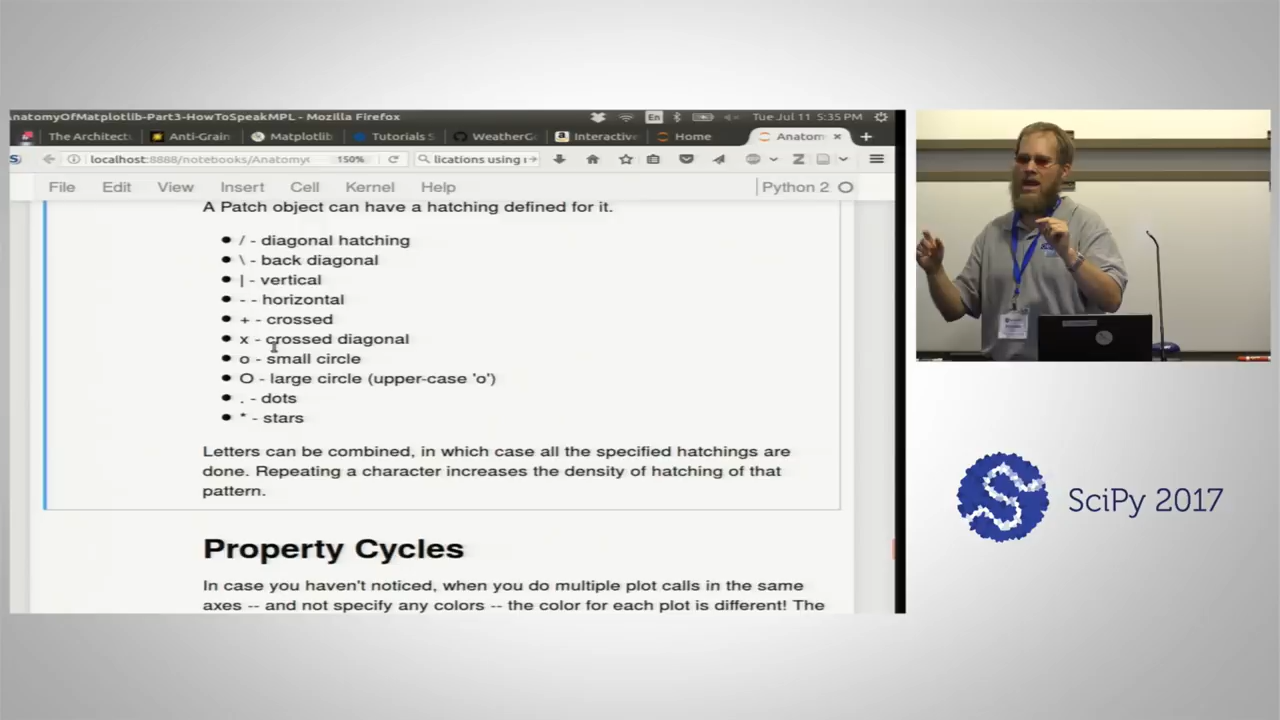 AnatomyOfMatplotlib-Part3-HowToSpeakMPL - Mozilla Firefox
En
Tue Jul 11 5:35 PM
The Architect
Anti-Grain
Matplotlib
Tutorials S
WeatherGe
Interactive
Home
Anatom
localhost:8888/notebooks/Anatomy
150%
lications using
File Edit View Insert Cell Kernel Help
Python 2
A Patch object can have a hatching defined for it.
/ - diagonal hatching
\ - back diagonal
| - vertical
- - horizontal
+ - crossed
x - crossed diagonal
o - small circle
O - large circle (upper-case 'o')
. - dots
* - stars
Letters can be combined, in which case all the specified hatchings are
done. Repeating a character increases the density of hatching of that
pattern.
Property Cycles
In case you haven't noticed, when you do multiple plot calls in the same
axes -- and not specify any colors -- the color for each plot is different! The
SciPy 2017